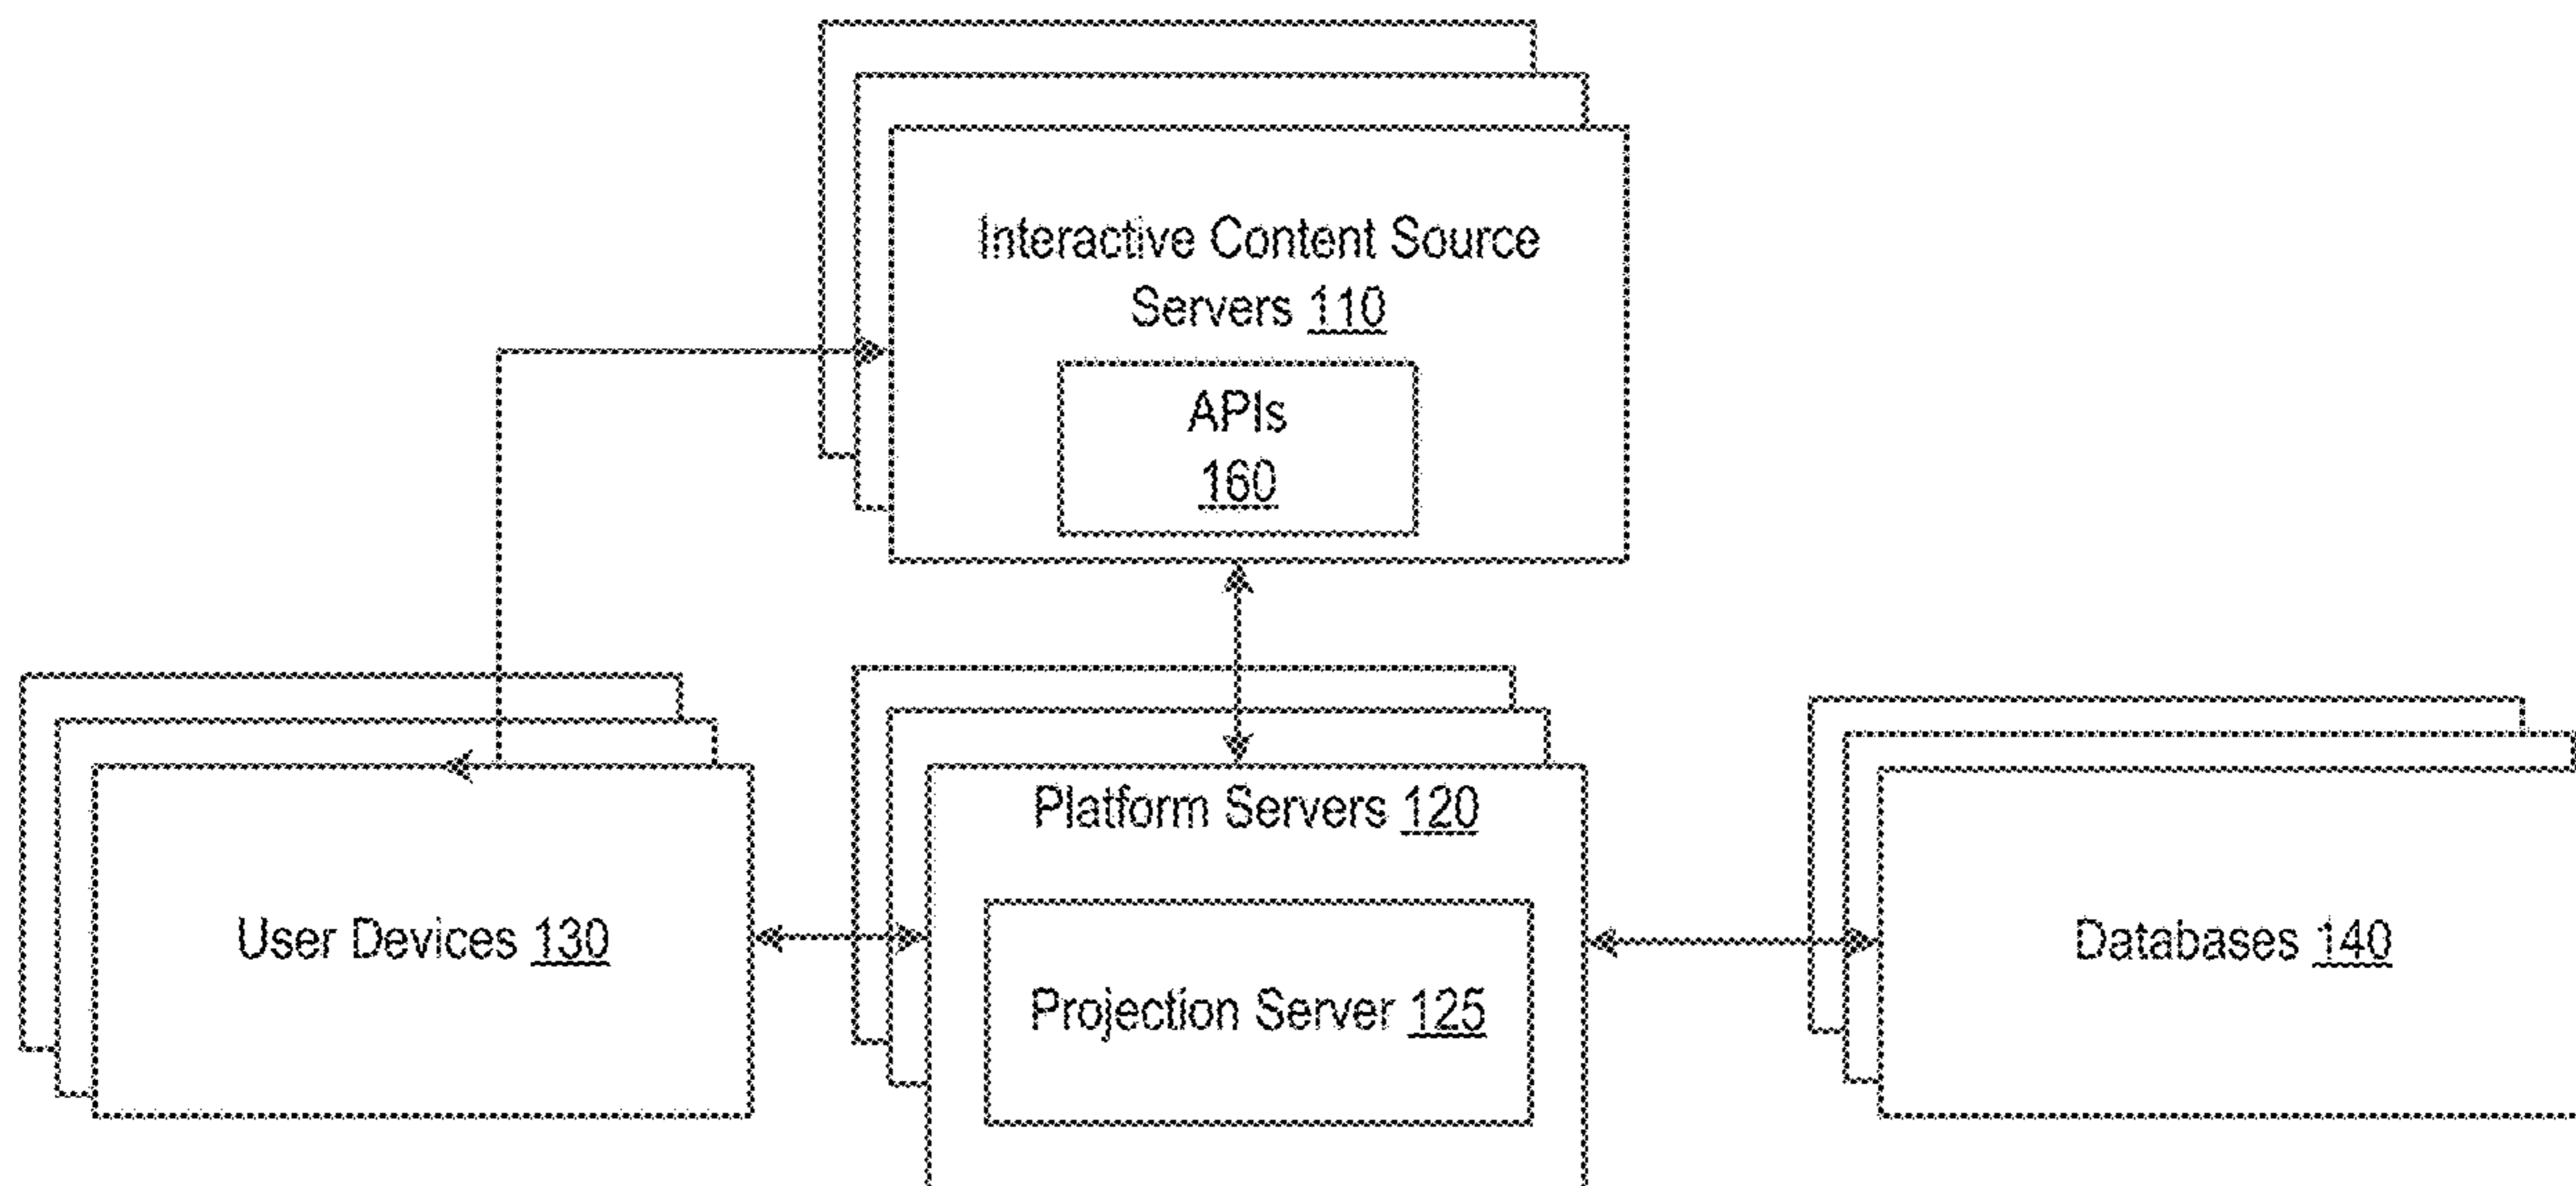 Interactive Content Source
Servers 110
APIs
160
Platform Servers 120
User Devices 130
Projection Server 125
Databases 140